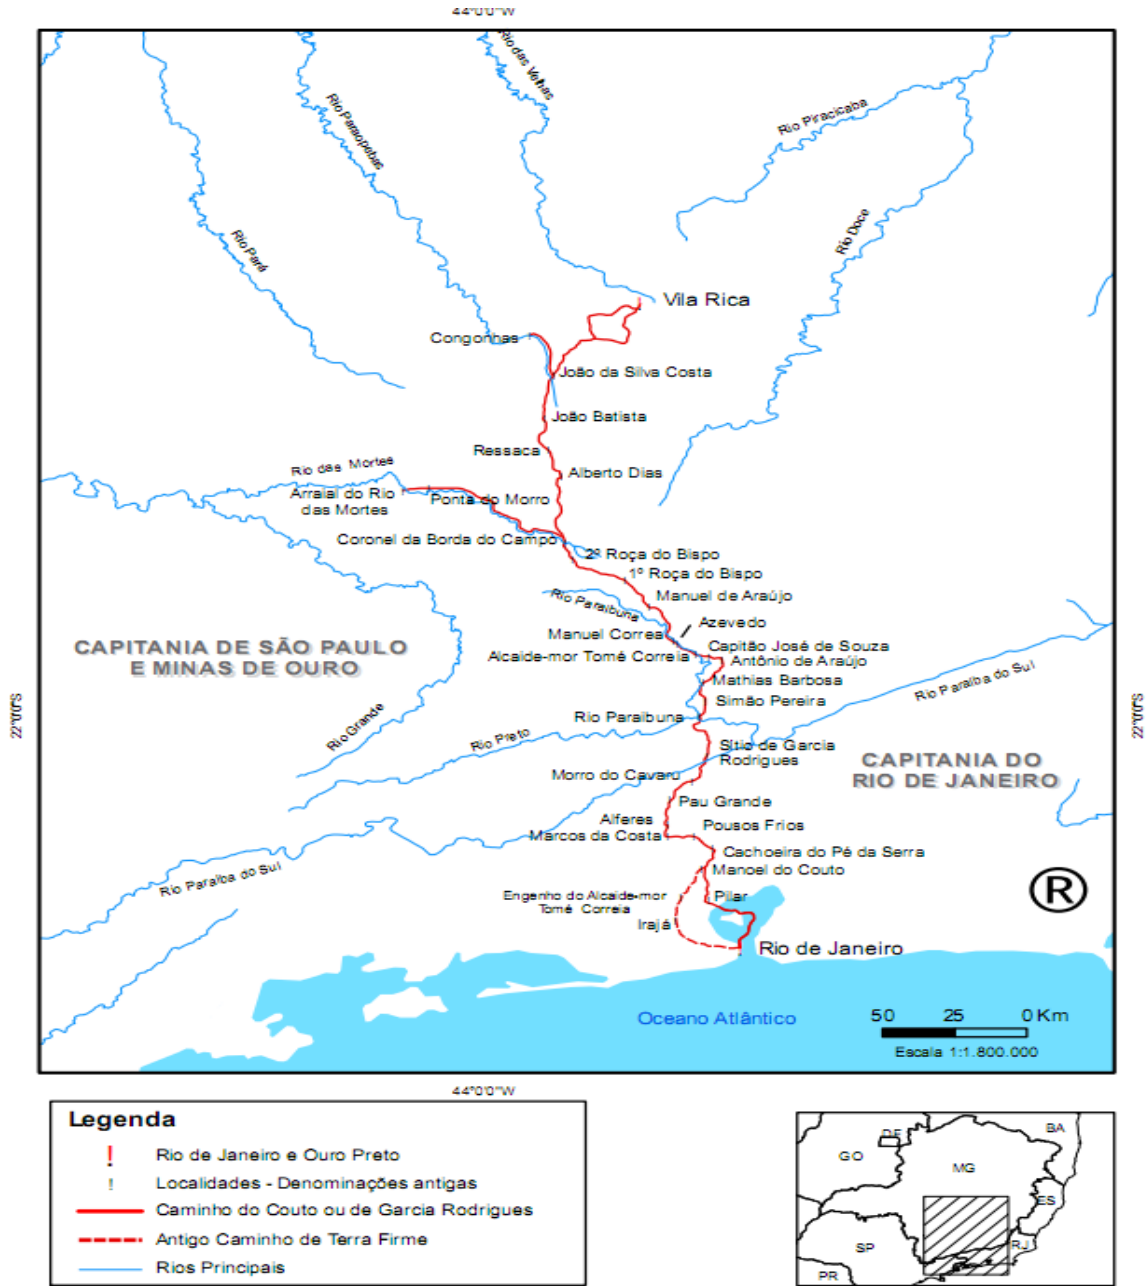 44°0'0"W
Rio das Velhas
Rio Paraopebas
Rio Piracicaba
Rio Pará
Rio Doce
Vila Rica
Congonhas
João da Silva Costa
João Batista
Ressaca
Alberto Dias
Rio das Mortes
Arraial do Rio
das Mortes
Ponta do Morro
Coronel da Borda do Campo
2º Roça do Bispo
1º Roça do Bispo
Manuel de Araújo
Rio Paraibuna
Azevedo
Manuel Correa
CAPITANIA DE SÃO PAULO
E MINAS DE OURO
Capitão José de Souza
Alcaide-mor Tomé Correia
Antônio de Araújo
Mathias Barbosa
Rio Paraíba do Sul
Simão Pereira
22°0'0"S
22°0'0"S
Rio Paraibuna
Rio Grande
Rio Preto
Sítio de Garcia
Rodrigues
CAPITANIA DO
RIO DE JANEIRO
Morro do Cavaru
Pau Grande
Alferes
Marcos da Costa
Pousos Frios
Cachoeira do Pé da Serra
Manoel do Couto
Rio Paraíba do Sul
®
Engenho do Alcaide-mor
Tomé Correia
Pilar
Irajá
Rio de Janeiro
Oceano Atlântico
50 25 0 Km
Escala 1:1.800.000
44°0'0"W
Legenda
Rio de Janeiro e Ouro Preto
Localidades - Denominações antigas
Caminho do Couto ou de Garcia Rodrigues
Antigo Caminho de Terra Firme
Rios Principais
BA
DF
GO
MG
ES
SP
RJ
PR